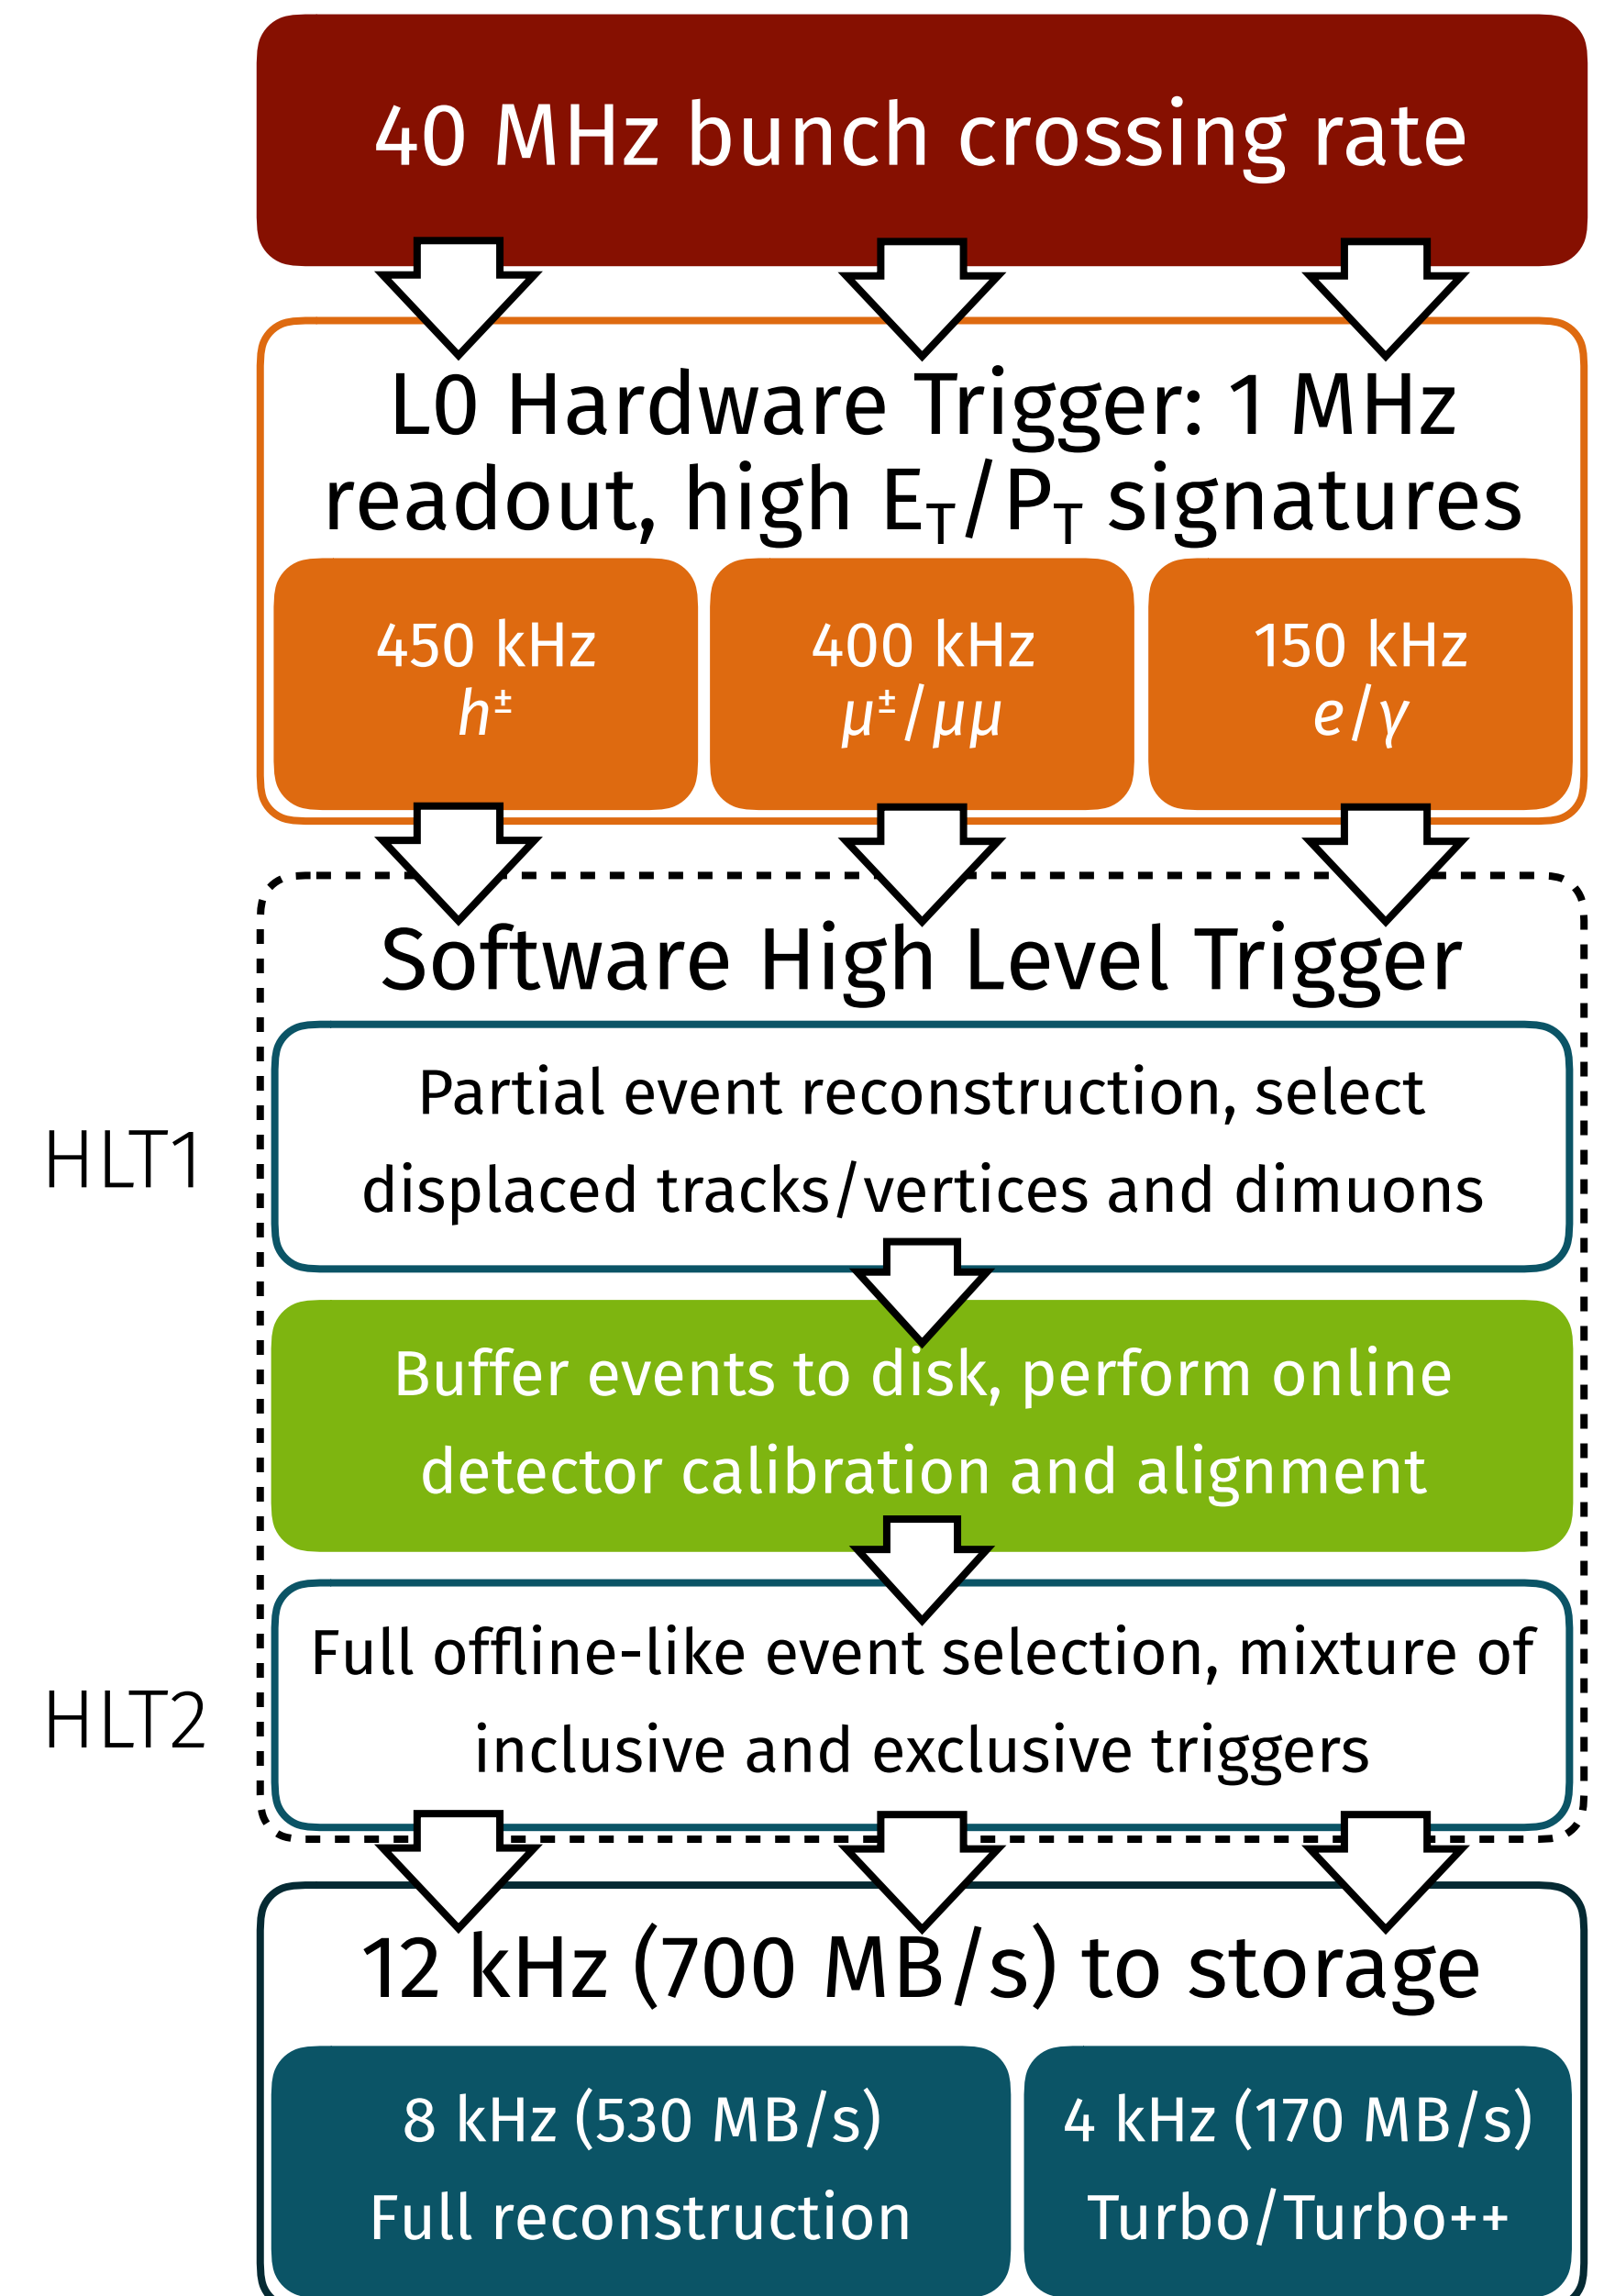 40 MHz bunch crossing rate
L0 Hardware Trigger: 1 MHz
readout, high E_T/P_T signatures
450 kHz
h±
400 kHz
μ±/μμ
150 kHz
e/γ
Software High Level Trigger
HLT1
Partial event reconstruction, select
displaced tracks/vertices and dimuons
Buffer events to disk, perform online
detector calibration and alignment
HLT2
Full offline-like event selection, mixture of
inclusive and exclusive triggers
12 kHz (700 MB/s) to storage
8 kHz (530 MB/s)
Full reconstruction
4 kHz (170 MB/s)
Turbo/Turbo++